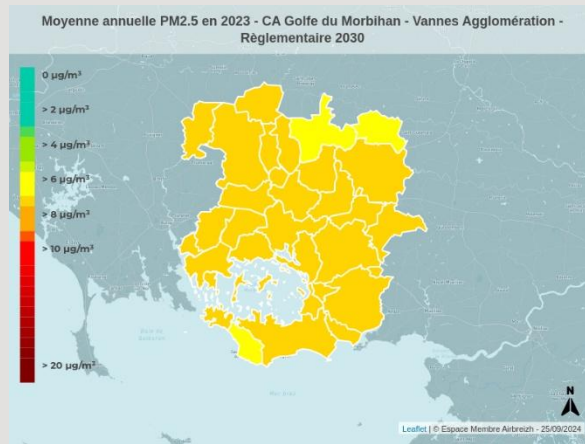 Moyenne annuelle PM2.5 en 2023 - CA Golfe du Morbihan - Vannes Agglomération -
Règlementaire 2030
0 µg/m³
> 2 µg/m³
> 4 µg/m³
> 6 µg/m³
> 8 µg/m³
> 10 µg/m³
> 20 µg/m³
N
Leaflet | © Espace Membre Airbreizh - 25/09/2024